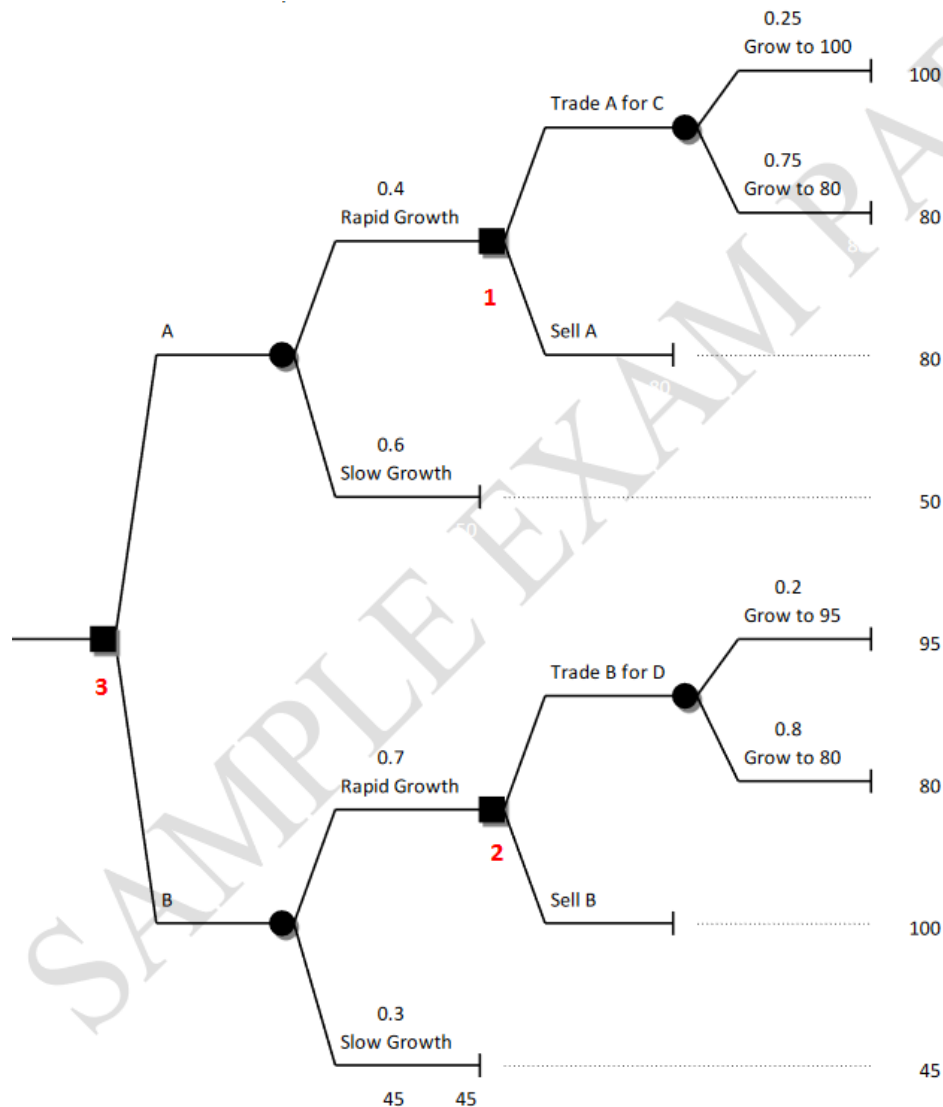 0.25
Grow to 100
100
Trade A for C
0.75
Grow to 80
80
0.4
Rapid Growth
80
1
A
Sell A
80
80
0.6
Slow Growth
50
50
0.2
Grow to 95
95
Trade B for D
3
0.8
Grow to 80
80
0.7
Rapid Growth
2
B
Sell B
100
0.3
Slow Growth
45
45 45
SAMPLE EXAM PA